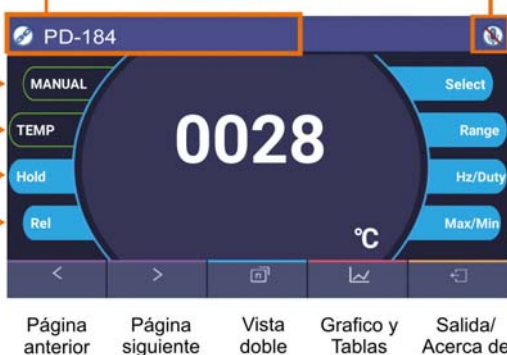 PD-184
MANUAL
Select
TEMP
0028
Range
Hold
Hz/Duty
Rel
°C
Max/Min
< >
Página anterior
Página siguiente
Vista doble
Grafico y Tablas
Salida/ Acerca de